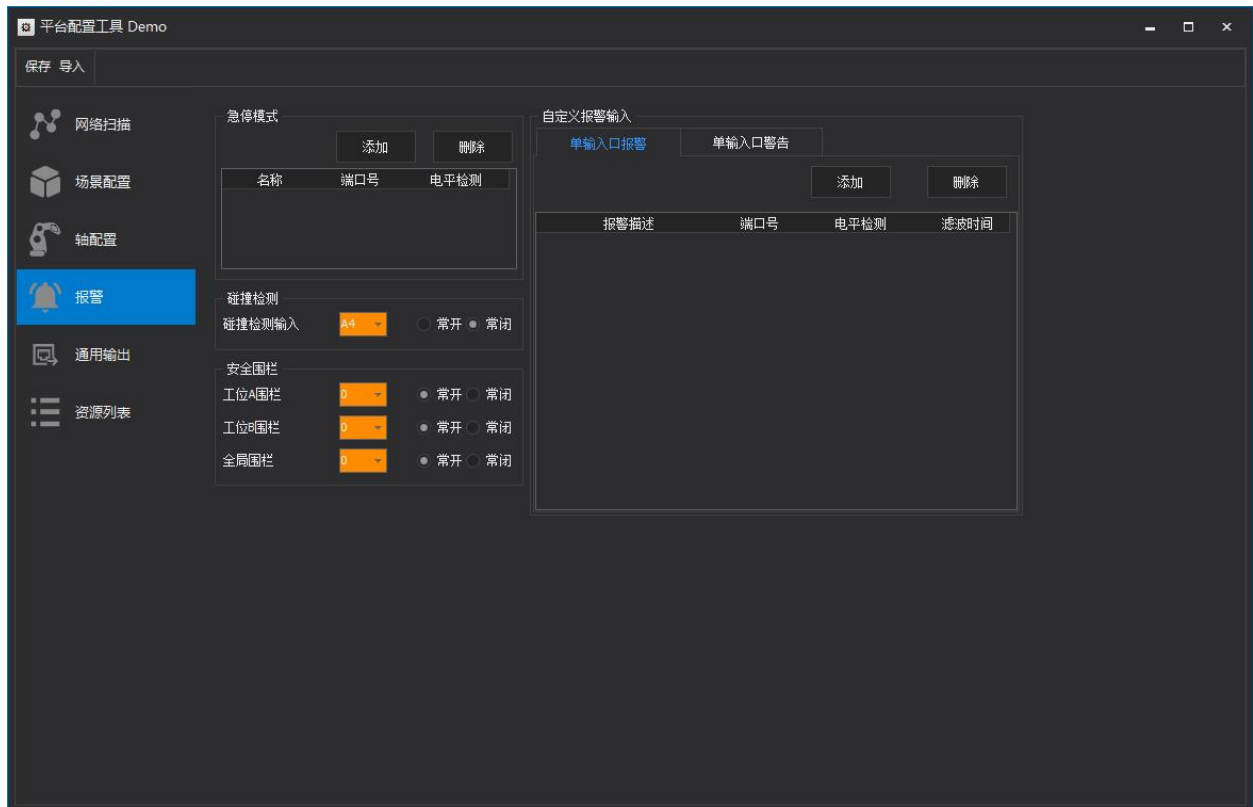 平台配置工具 Demo
保存 导入
网络扫描
场景配置
轴配置
报警
通用输出
资源列表
急停模式
添加 删除
名称 端口号 电平检测
碰撞检测
碰撞检测输入 A4 常开 常闭
安全围栏
工位A围栏 0 常开 常闭
工位B围栏 0 常开 常闭
全局围栏 0 常开 常闭
自定义报警输入
单输入口报警 单输入口警告
添加 删除
报警描述 端口号 电平检测 滤波时间